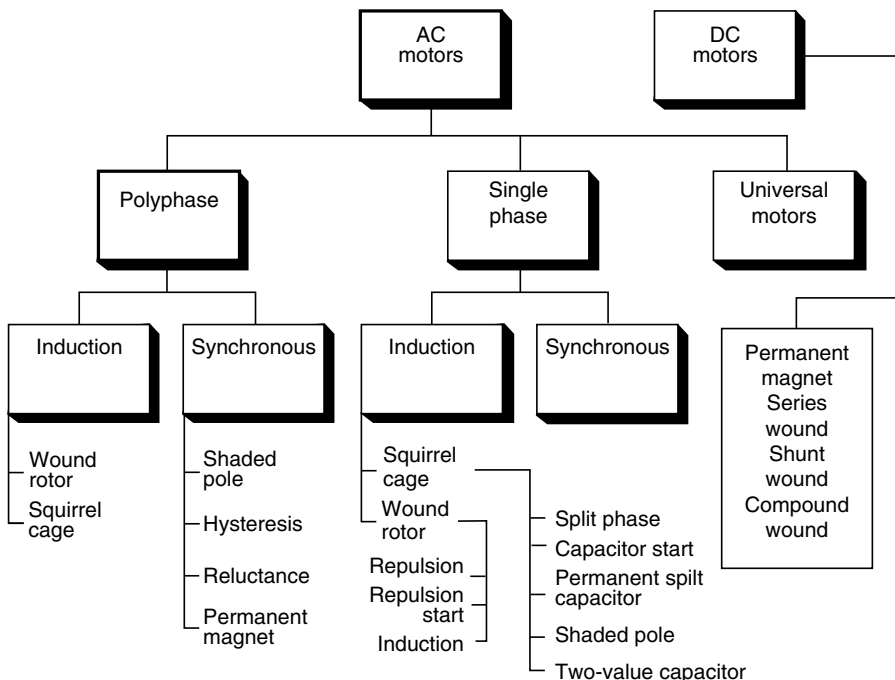 AC
motors
DC
motors
Polyphase
Single
phase
Universal
motors
Induction
Synchronous
Induction
Synchronous
Permanent
magnet
Series
wound
Shunt
wound
Compound
wound
Wound
rotor
Squirrel
cage
Shaded
pole
Hysteresis
Reluctance
Permanent
magnet
Squirrel
cage
Wound
rotor
Repulsion
Repulsion
start
Induction
Split phase
Capacitor start
Permanent spilt
capacitor
Shaded pole
Two-value capacitor